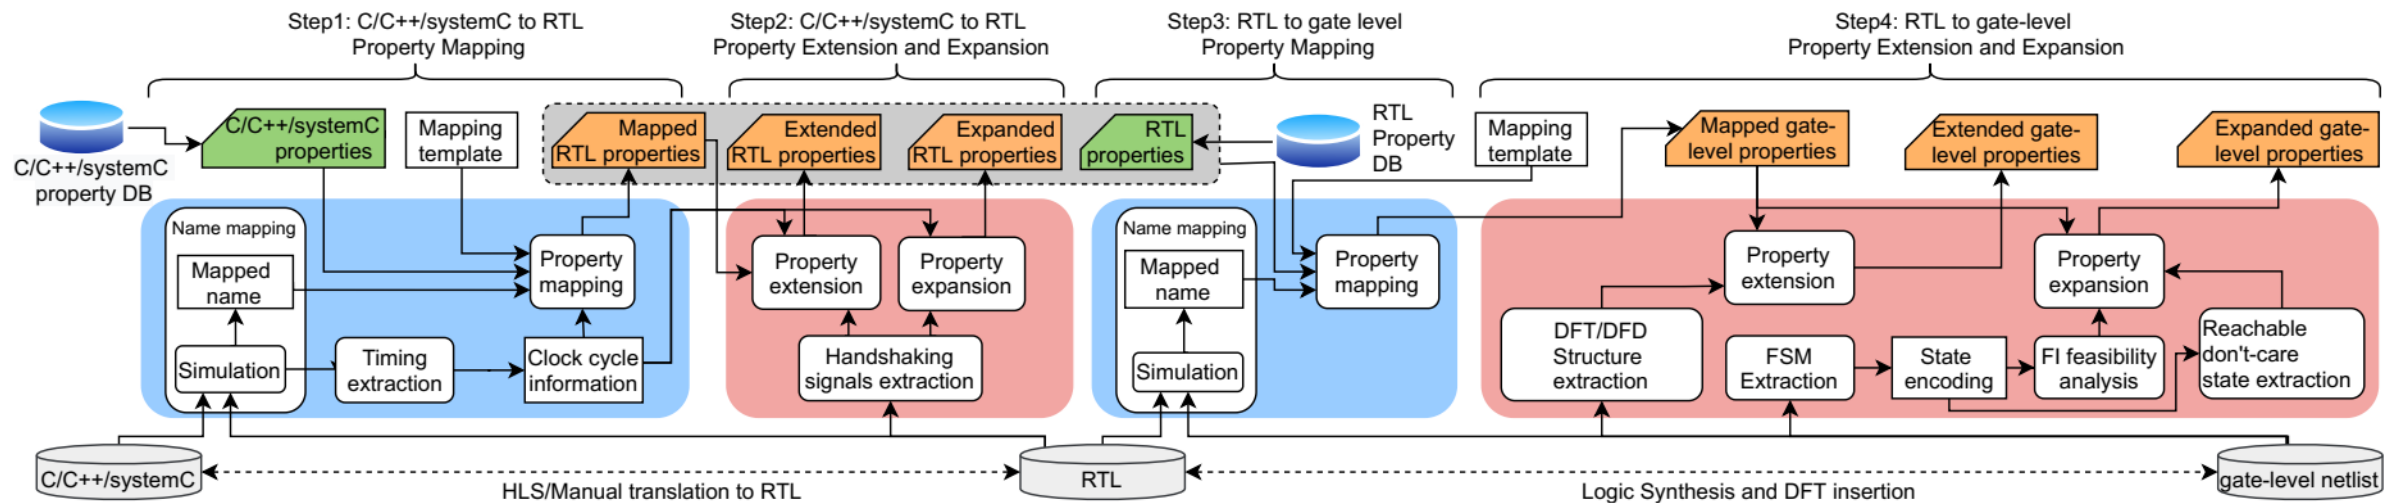 Step1: C/C++/systemC to RTL
Property Mapping
Step2: C/C++/systemC to RTL
Property Extension and Expansion
Step3: RTL to gate level
Property Mapping
Step4: RTL to gate-level
Property Extension and Expansion
C/C++/systemC
property DB
C/C++/systemC
properties
Mapping
template
Mapped
RTL properties
Extended
RTL properties
Expanded
RTL properties
RTL
properties
RTL
Property
DB
Mapping
template
Mapped gate-
level properties
Extended gate-
level properties
Expanded gate-
level properties
Name mapping
Mapped
name
Simulation
Timing
extraction
Clock cycle
information
Property
mapping
Property
extension
Property
expansion
Handshaking
signals extraction
Name mapping
Mapped
name
Simulation
Property
mapping
Property
extension
Property
expansion
DFT/DFD
Structure
extraction
FSM
Extraction
State
encoding
FI feasibility
analysis
Reachable
don't-care
state extraction
C/C++/systemC
HLS/Manual translation to RTL
RTL
Logic Synthesis and DFT insertion
gate-level netlist